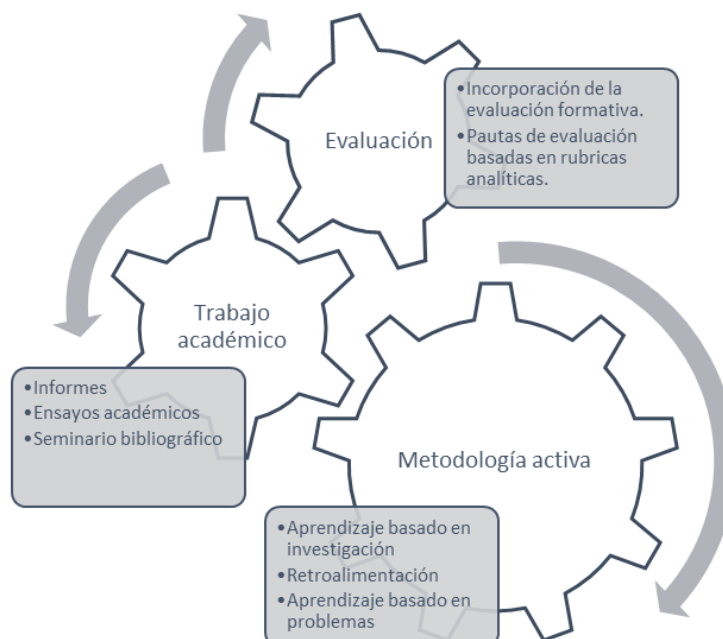 Evaluación
•Incorporación de la
evaluación formativa.
•Pautas de evaluación
basadas en rubricas
analíticas.
Trabajo
académico
•Informes
•Ensayos académicos
•Seminario bibliográfico
Metodología activa
•Aprendizaje basado en
investigación
•Retroalimentación
•Aprendizaje basado en
problemas